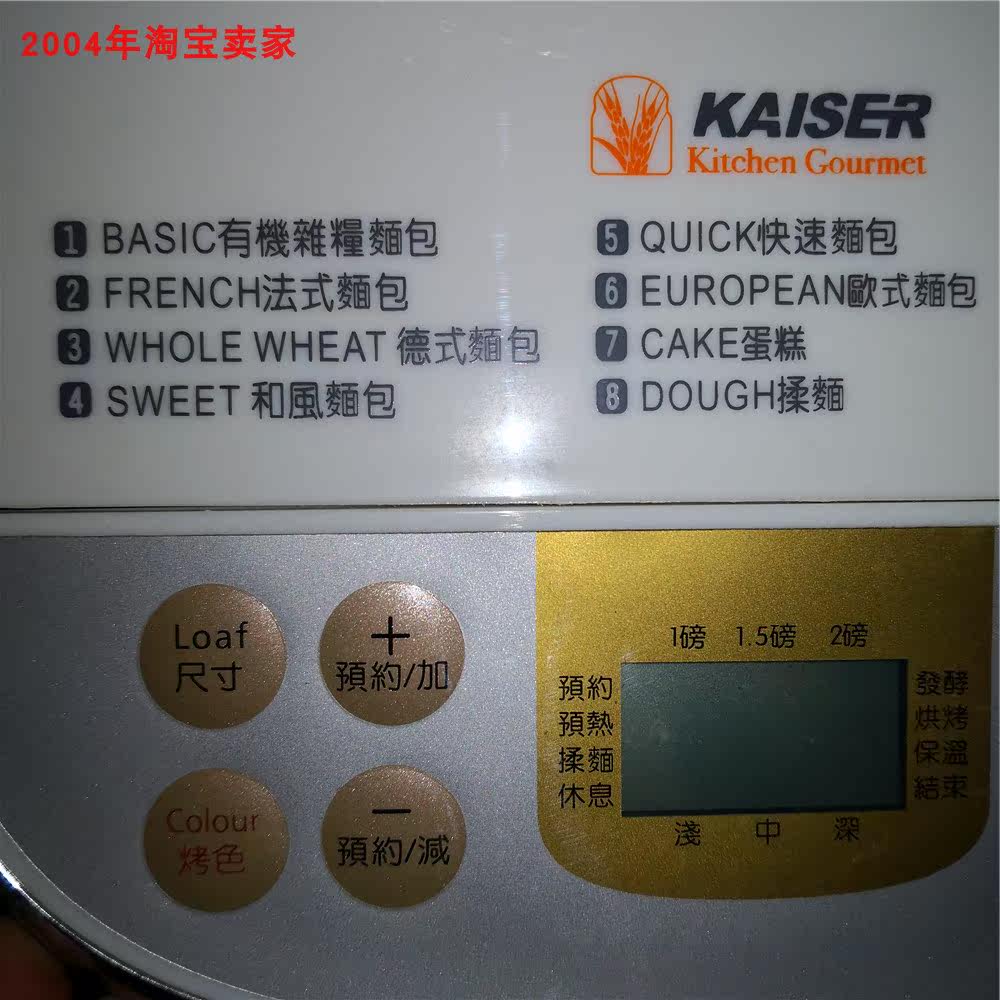 2004年淘宝卖家
KAISER
Kitchen Gourmet
1 BASIC有機雜糧麵包
2 FRENCH法式麵包
3 WHOLE WHEAT 德式麵包
4 SWEET 和風麵包
5 QUICK快速麵包
6 EUROPEAN歐式麵包
7 CAKE蛋糕
8 DOUGH揉麵
Loaf
尺寸
+
預約/加
Colour
烤色
−
預約/減
1磅 1.5磅 2磅
預約
預熱
揉麵
休息
發酵
烘烤
保溫
結束
淺 中 深